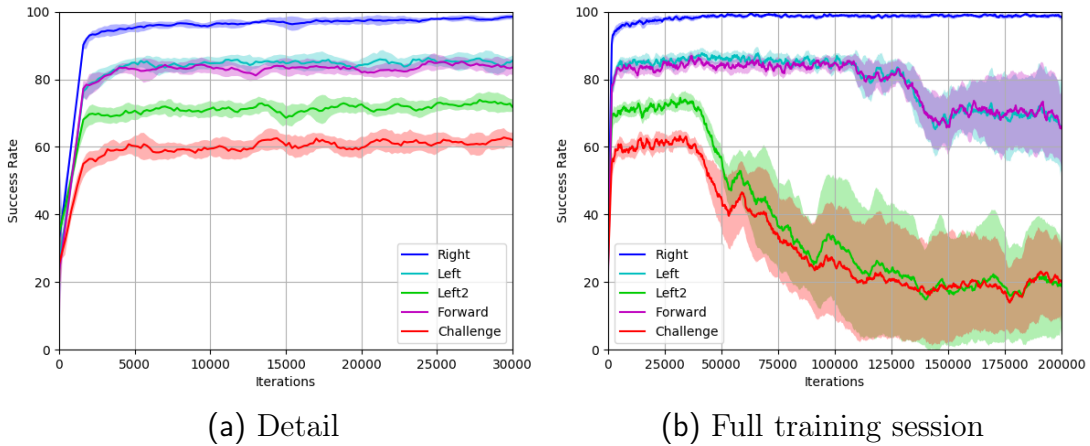 100
80
60
40
20
0
Success Rate
Right
Left
Left2
Forward
Challenge
0 5000 10000 15000 20000 25000 30000
Iterations
(a) Detail
100
80
60
40
20
0
Success Rate
Right
Left
Left2
Forward
Challenge
0 25000 50000 75000 100000 125000 150000 175000 200000
Iterations
(b) Full training session